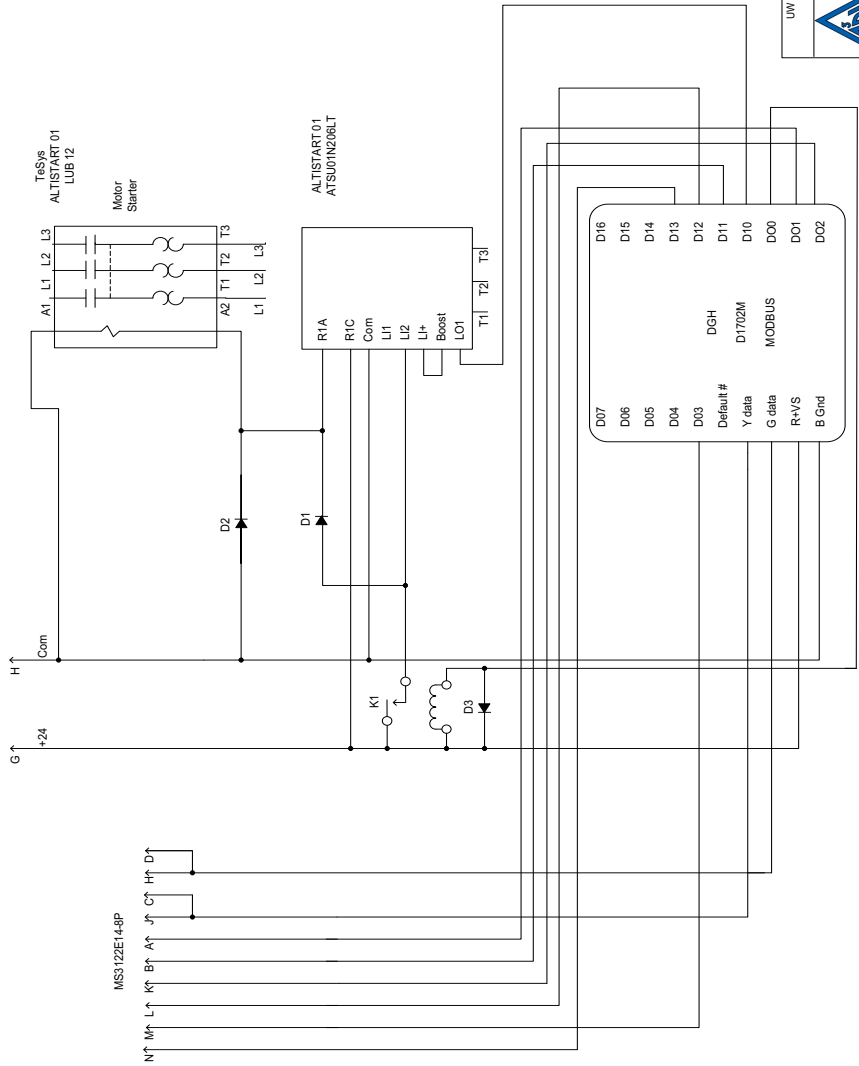 UW
TeSys
ALTISTART 01
LUB 12
Motor
Starter
A1
L1
L2
L3
A2
T1
T2
T3
L1
L2
L3
ALTISTART 01
ATSU01N206LT
R1A
R1C
Com
LI1
LI2
LI+
Boost
LO1
T1
T2
T3
D2
D1
H
Com
G
+24
K1
D3
MS3122E14-8P
N
M
L
K
B
A
J
C
H
D
D07
D06
D05
D04
D03
Default #
Y data
G data
R+VS
B Gnd
DGH
D1702M
MODBUS
D16
D15
D14
D13
D12
D11
D10
DO0
DO1
DO2